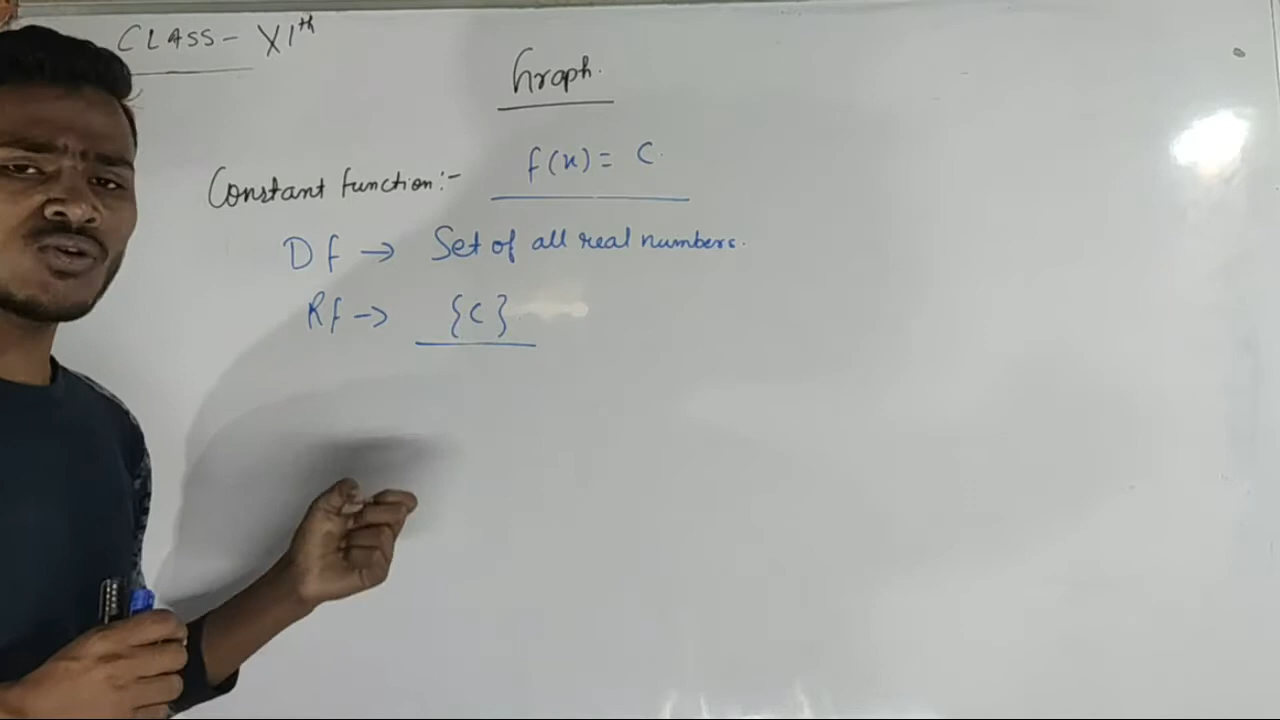 CLASS - XIth
Graph.
Constant function:- f(x) = C.
Df → Set of all real numbers.
Rf → {C}